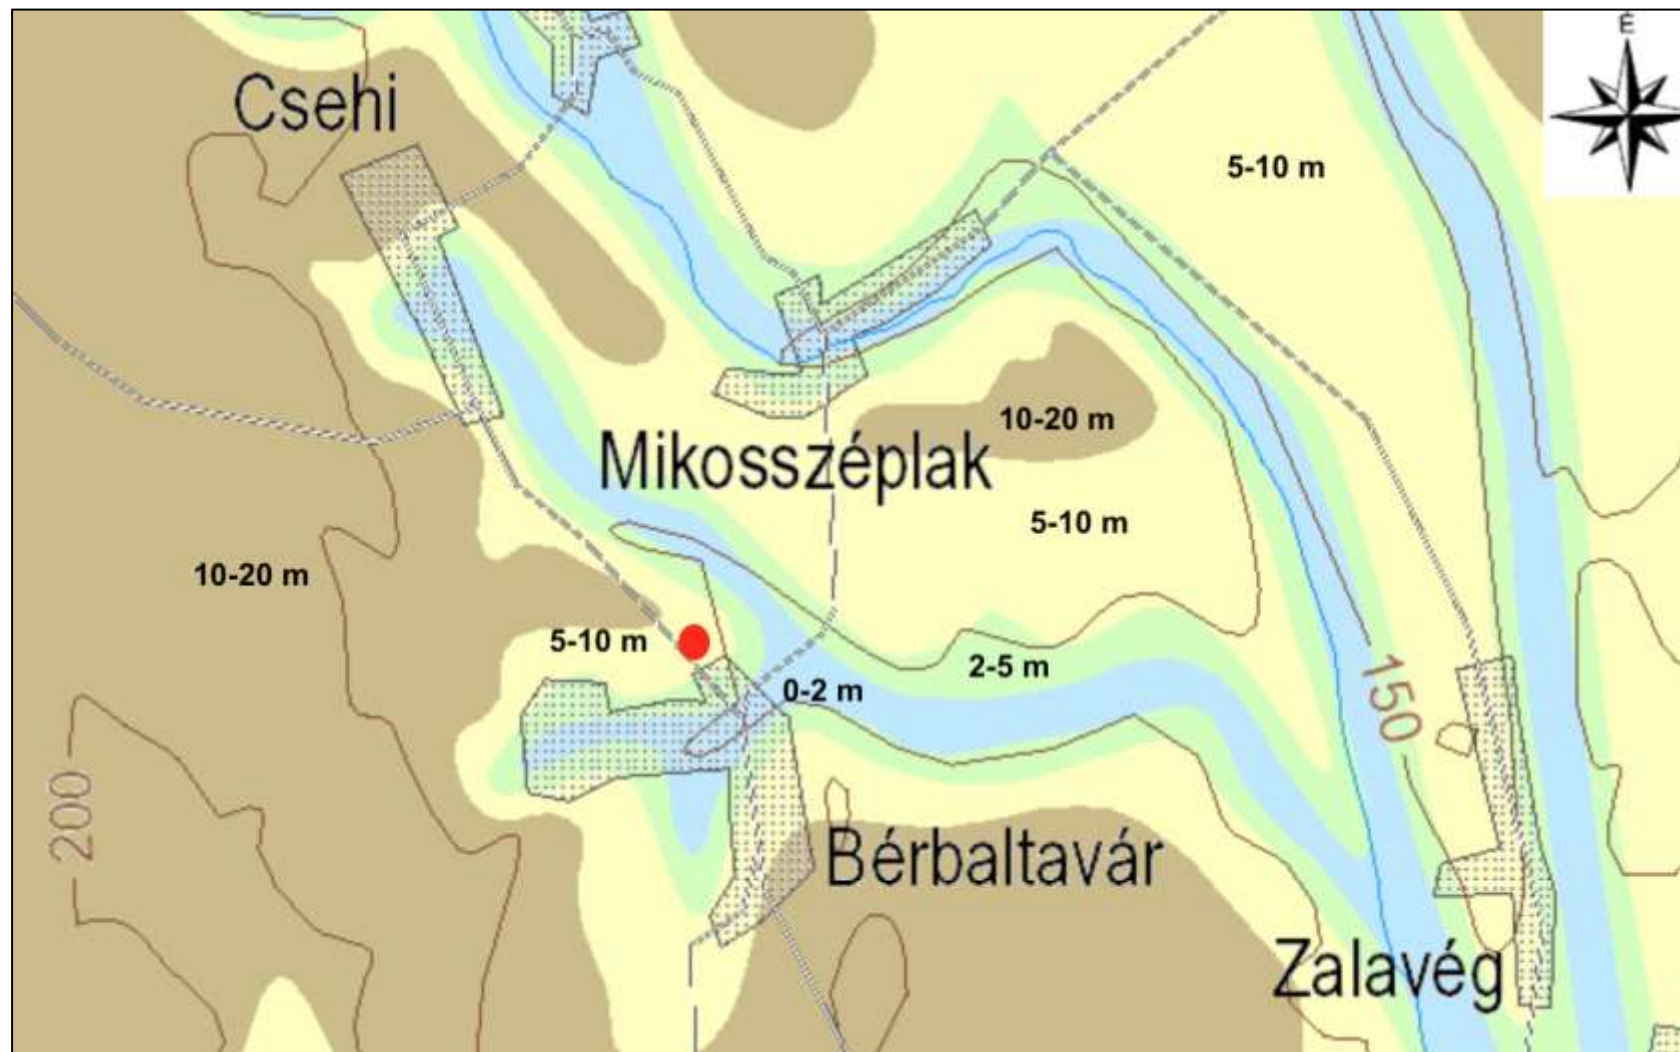 É
Csehi
5-10 m
10-20 m
Mikosszéplak
5-10 m
10-20 m
5-10 m
2-5 m
0-2 m
150
200
Bérbaltavár
Zalavég